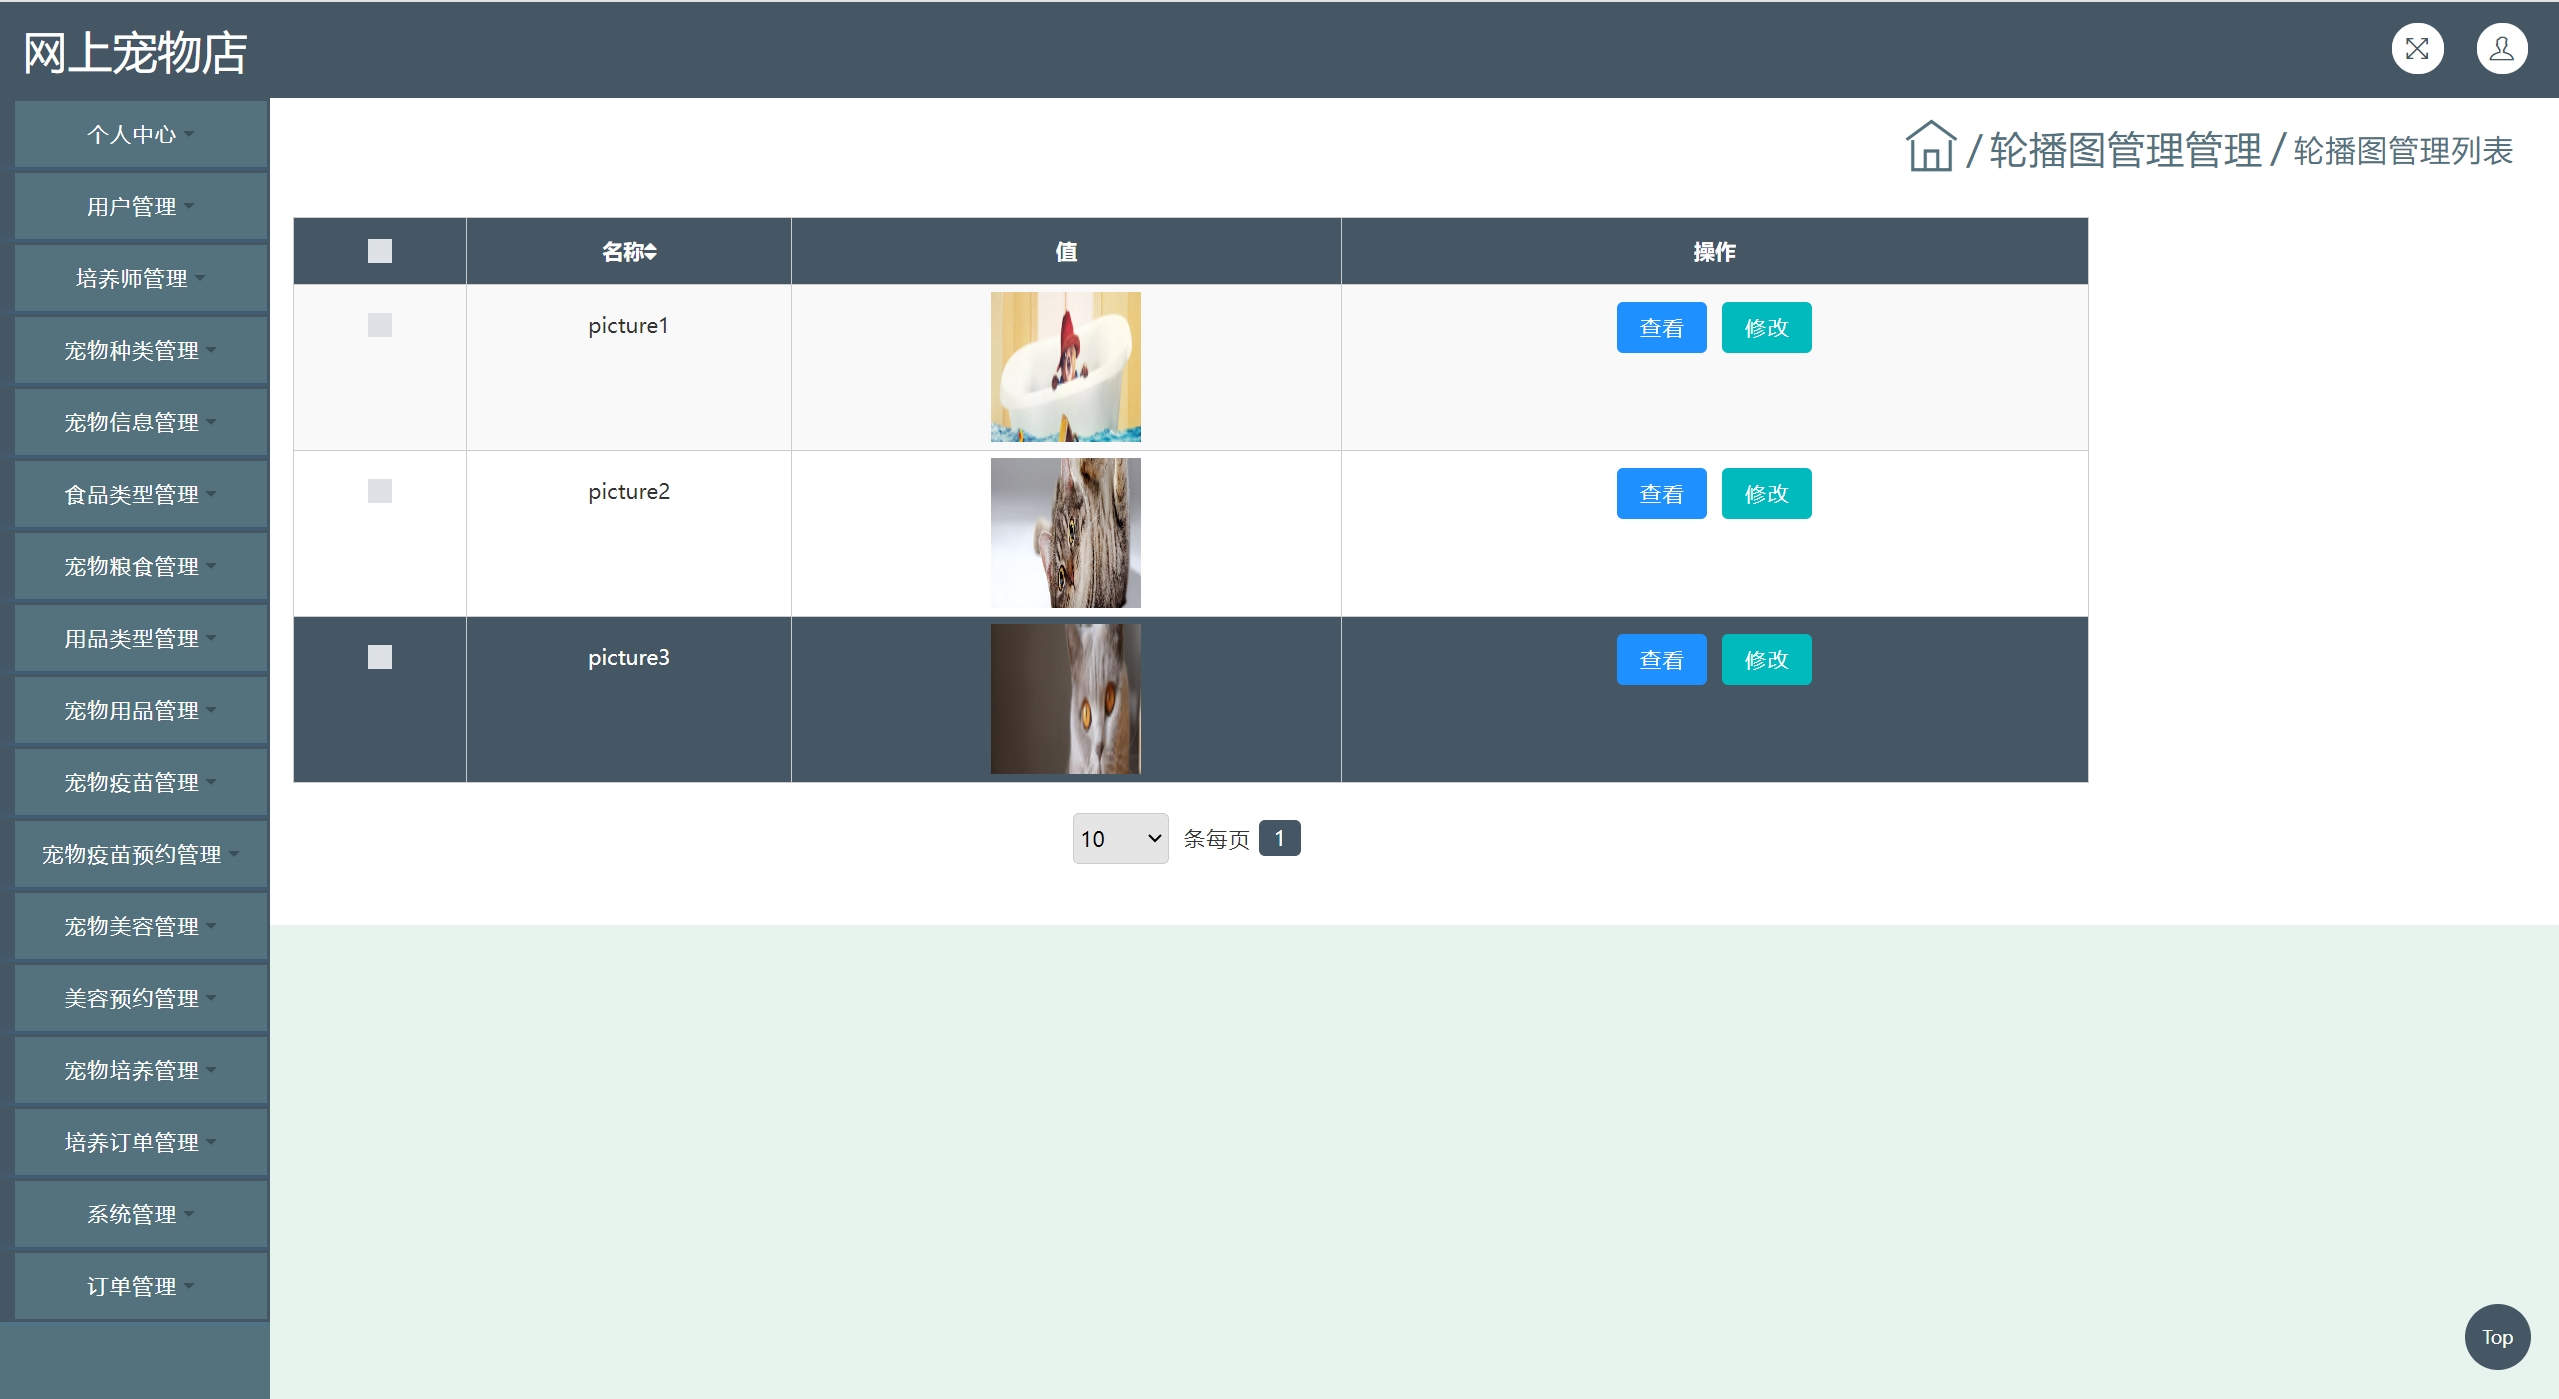 网上宠物店
个人中心
用户管理
培养师管理
宠物种类管理
宠物信息管理
食品类型管理
宠物粮食管理
用品类型管理
宠物用品管理
宠物疫苗管理
宠物疫苗预约管理
宠物美容管理
美容预约管理
宠物培养管理
培养订单管理
系统管理
订单管理
/ 轮播图管理管理 / 轮播图管理列表
名称 值 操作
picture1 查看 修改
picture2 查看 修改
picture3 查看 修改
10 条每页 1
Top